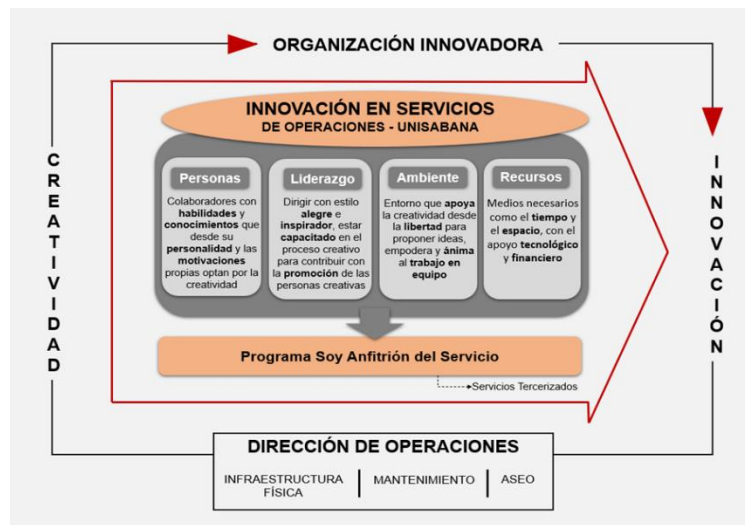 ORGANIZACIÓN INNOVADORA
CREATIVIDAD
INNOVACIÓN EN SERVICIOS
DE OPERACIONES - UNISABANA
Personas
Colaboradores con
habilidades y
conocimientos que
desde su
personalidad y las
motivaciones
propias optan por la
creatividad
Liderazgo
Dirigir con estilo
alegre e
inspirador, estar
capacitado en el
proceso creativo
para contribuir con
la promoción de las
personas creativas
Ambiente
Entorno que apoya
la creatividad desde
la libertad para
proponer ideas,
empodera y ánima
al trabajo en
equipo
Recursos
Medios necesarios
como el tiempo y
el espacio, con el
apoyo tecnológico
y financiero
INNOVACIÓN
Programa Soy Anfitrión del Servicio
Servicios Tercerizados
DIRECCIÓN DE OPERACIONES
INFRAESTRUCTURA
FÍSICA
MANTENIMIENTO
ASEO